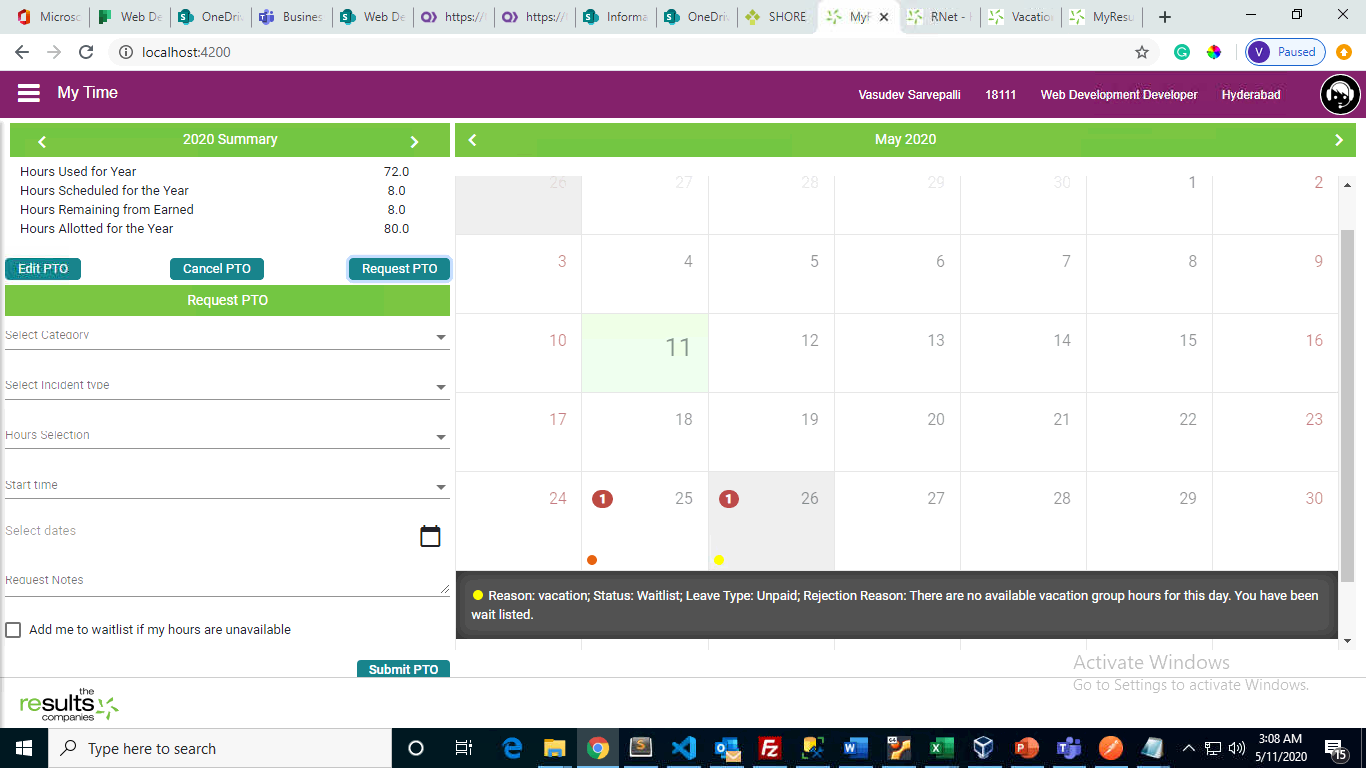 Microsc
Web De
OneDriv
Busines
Web De
https://
https://
Informa
OneDriv
SHORE
MyF
RNet -
Vacatio
MyResu
localhost:4200
V
Paused
My Time
Vasudev Sarvepalli 18111 Web Development Developer Hyderabad
2020 Summary
Hours Used for Year 72.0
Hours Scheduled for the Year 8.0
Hours Remaining from Earned 8.0
Hours Allotted for the Year 80.0
Edit PTO Cancel PTO Request PTO
Request PTO
Select Category
Select Incident type
Hours Selection
Start time
Select dates
Request Notes
Add me to waitlist if my hours are unavailable
Submit PTO
May 2020
26 27 28 29 30 1 2
3 4 5 6 7 8 9
10 11 12 13 14 15 16
17 18 19 20 21 22 23
24 1 25 1 26 27 28 29 30
Reason: vacation; Status: Waitlist; Leave Type: Unpaid; Rejection Reason: There are no available vacation group hours for this day. You have been
wait listed.
Activate Windows
Go to Settings to activate Windows.
the
results
companies
Type here to search
3:08 AM
5/11/2020
15